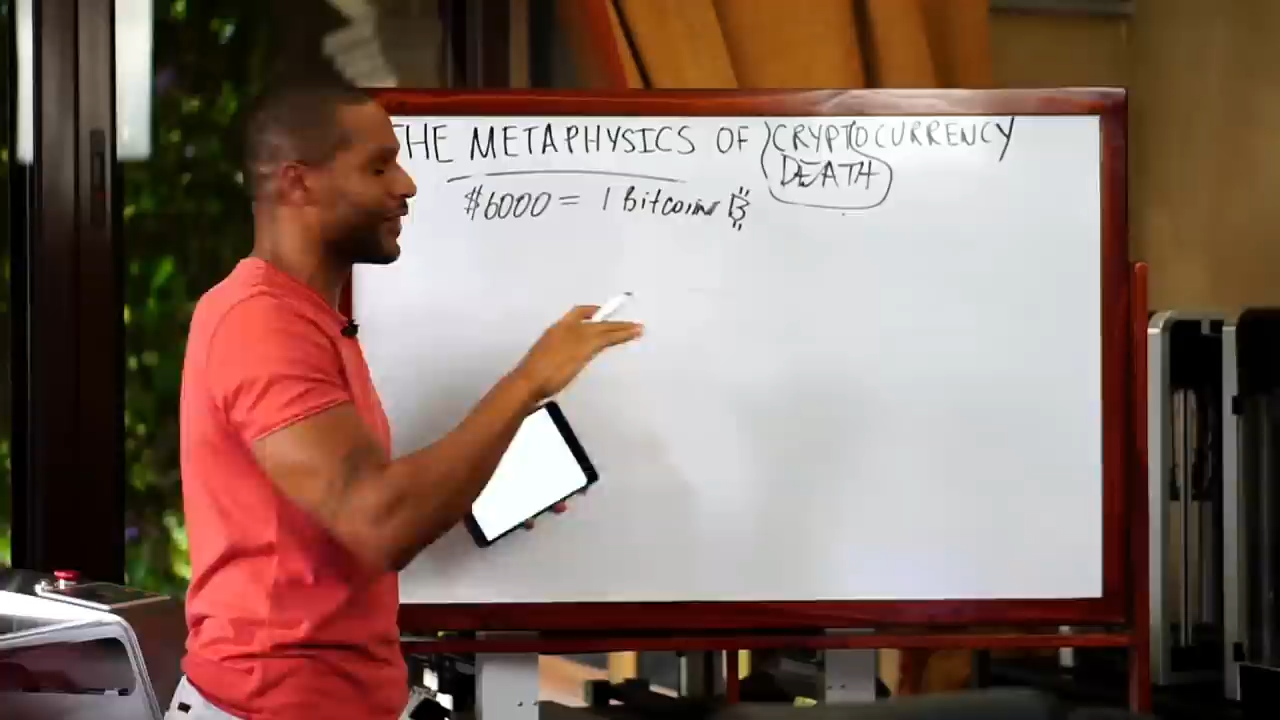 THE METAPHYSICS OF CRYPTOCURRENCY
DEATH
$6000 = 1 Bitcoin ₿